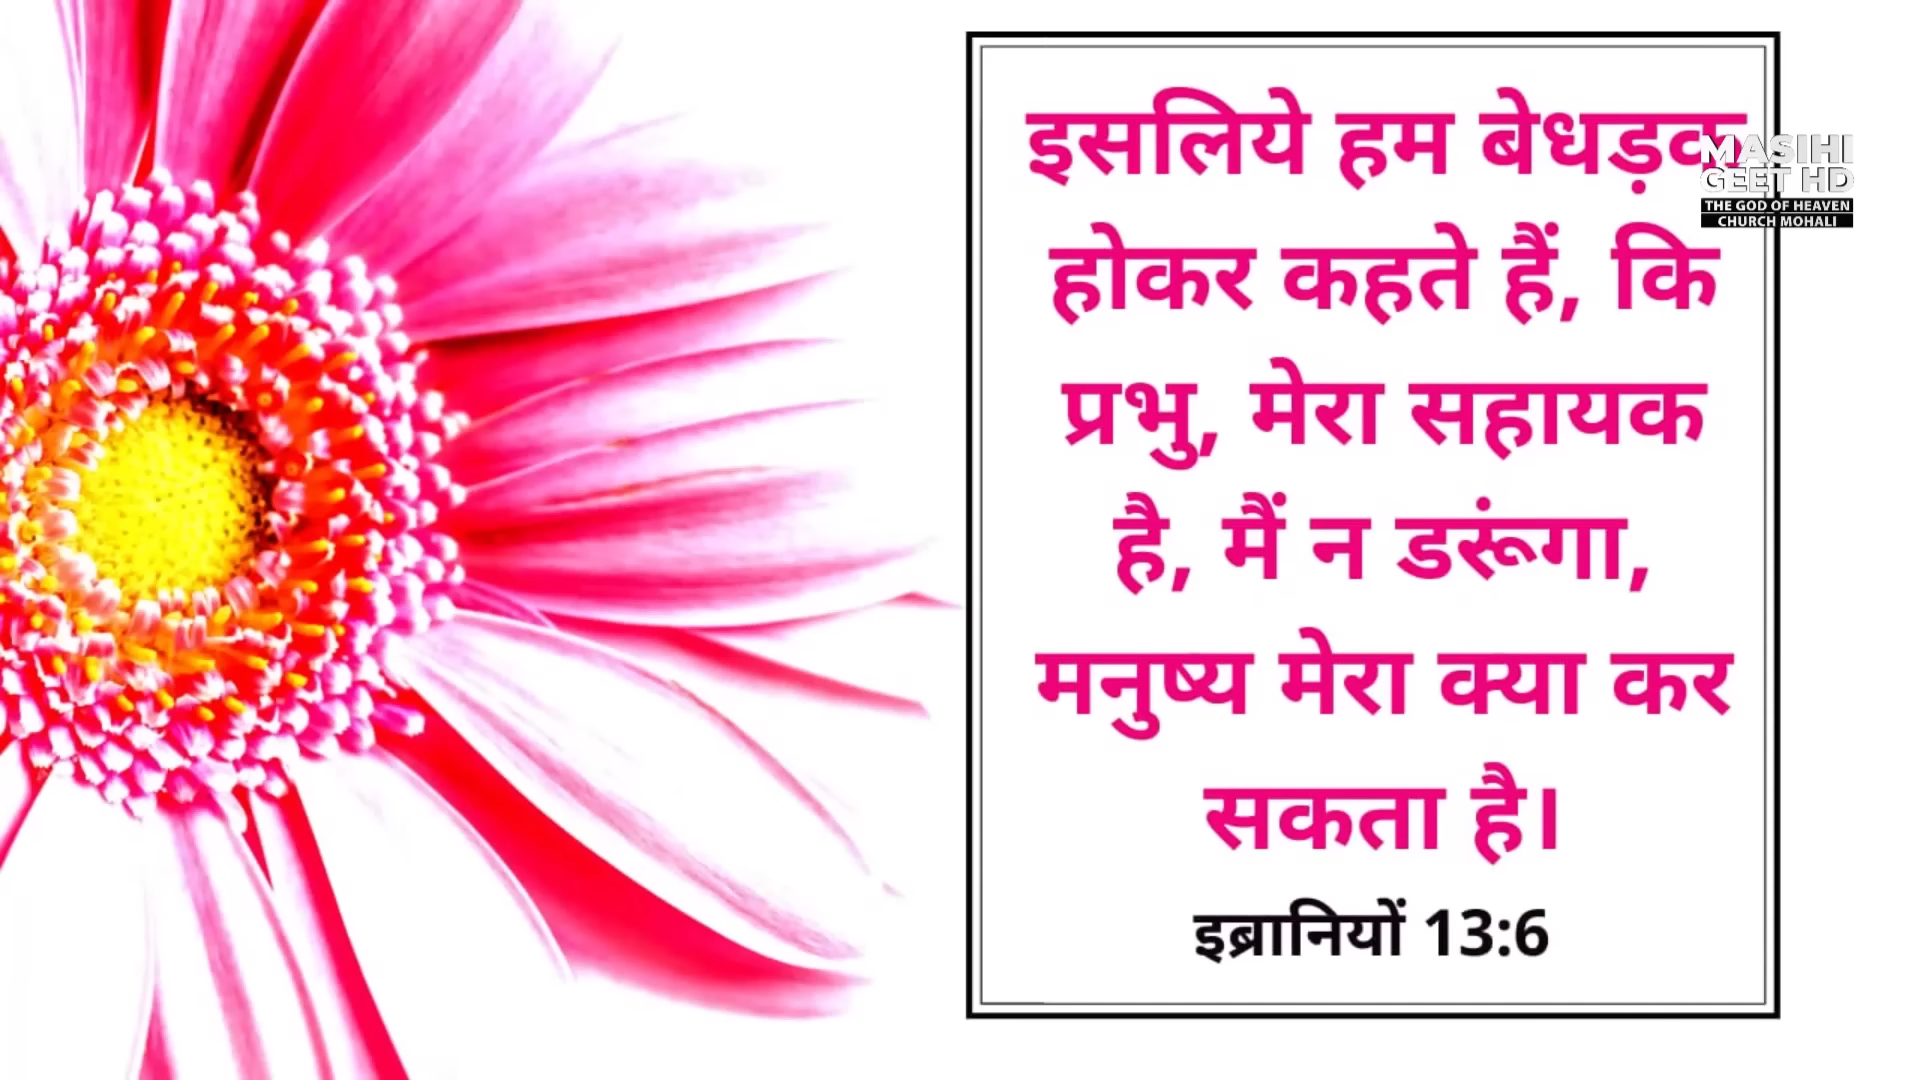 इसलिये हम बेधड़क
होकर कहते हैं, कि
प्रभु, मेरा सहायक
है, मैं न डरूंगा,
मनुष्य मेरा क्या कर
सकता है।
इब्रानियों 13:6
MASIHI
GEET HD
THE GOD OF HEAVEN
CHURCH MOHALI